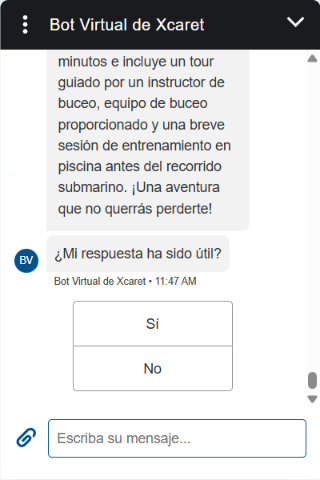 Bot Virtual de Xcaret
minutos e incluye un tour
guiado por un instructor de
buceo, equipo de buceo
proporcionado y una breve
sesión de entrenamiento en
piscina antes del recorrido
submarino. ¡Una aventura
que no querrás perderte!
BV
¿Mi respuesta ha sido útil?
Bot Virtual de Xcaret • 11:47 AM
Sí
No
Escriba su mensaje...